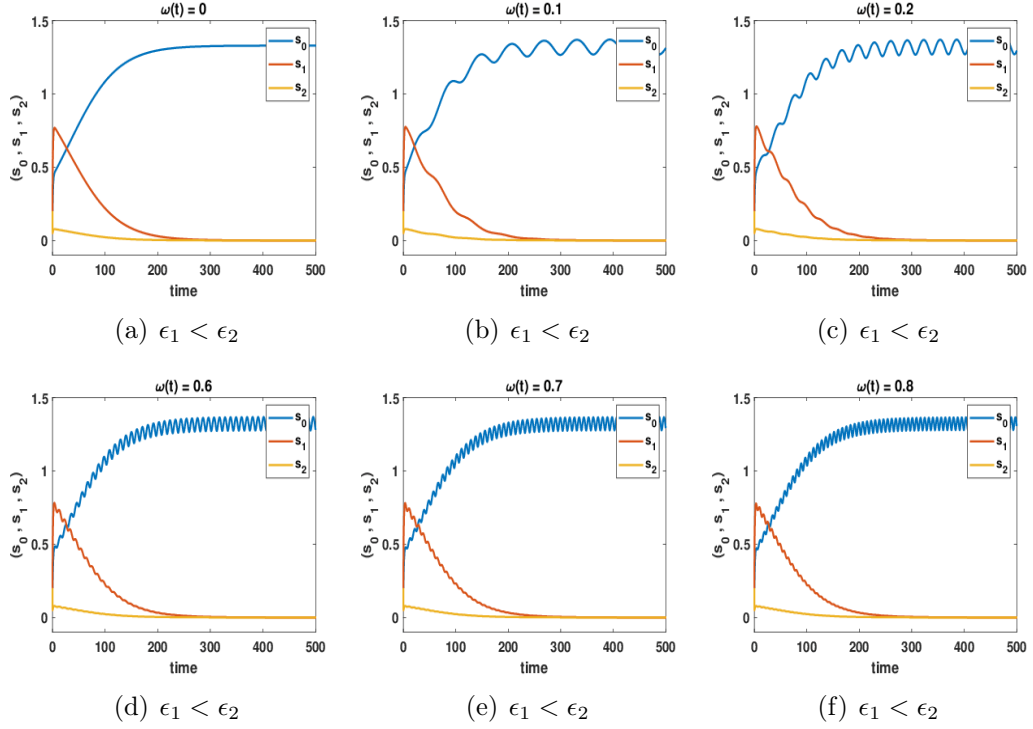 ω(t) = 0
1.5
1
0.5
0
(s0 , s1 , s2)
0 100 200 300 400 500
time
s0
s1
s2
(a) ϵ1 < ϵ2
ω(t) = 0.1
1.5
1
0.5
0
(s0 , s1 , s2)
0 100 200 300 400 500
time
s0
s1
s2
(b) ϵ1 < ϵ2
ω(t) = 0.2
1.5
1
0.5
0
(s0 , s1 , s2)
0 100 200 300 400 500
time
s0
s1
s2
(c) ϵ1 < ϵ2
ω(t) = 0.6
1.5
1
0.5
0
(s0 , s1 , s2)
0 100 200 300 400 500
time
s0
s1
s2
(d) ϵ1 < ϵ2
ω(t) = 0.7
1.5
1
0.5
0
(s0 , s1 , s2)
0 100 200 300 400 500
time
s0
s1
s2
(e) ϵ1 < ϵ2
ω(t) = 0.8
1.5
1
0.5
0
(s0 , s1 , s2)
0 100 200 300 400 500
time
s0
s1
s2
(f) ϵ1 < ϵ2